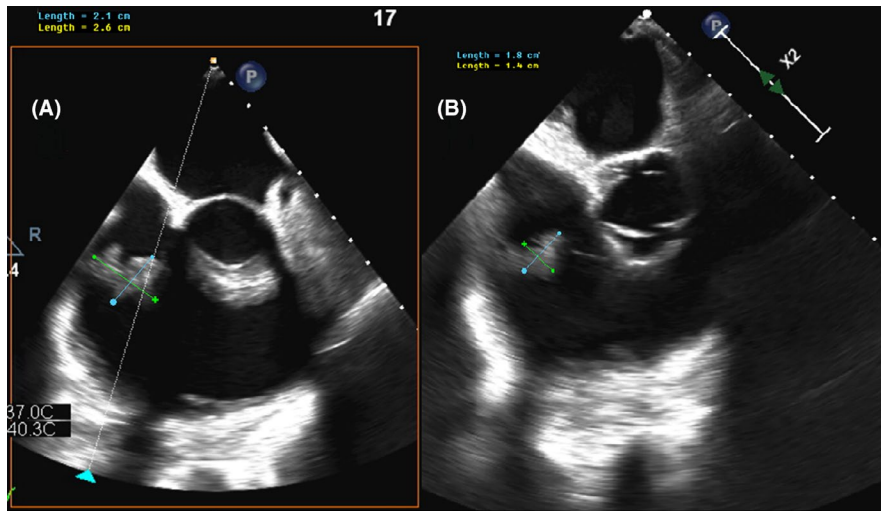 Length = 2.1 cm
Length = 2.6 cm
17
P
(A)
R
4
37.0C
40.3C
Length = 1.8 cm
Length = 1.4 cm
P
X2
(B)